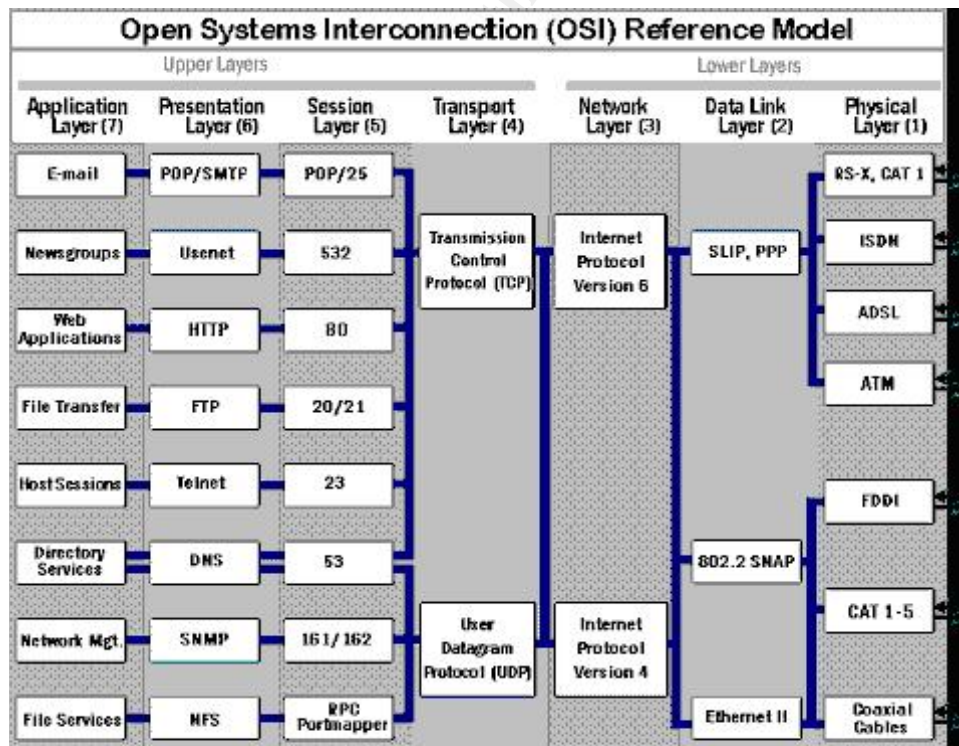 Open Systems Interconnection (OSI) Reference Model
Upper Layers
Lower Layers
Application Layer (7)
Presentation Layer (6)
Session Layer (5)
Transport Layer (4)
Network Layer (3)
Data Link Layer (2)
Physical Layer (1)
E-mail
POP/SMTP
POP/25
RS-X, CAT 1
Newsgroups
Usenet
532
Transmission
Control
Protocol (TCP)
Internet
Protocol
Version 6
SLIP, PPP
ISDN
Web
Applications
HTTP
80
ADSL
File Transfer
FTP
20/21
ATM
Host Sessions
Telnet
23
FDDI
Directory
Services
DNS
53
802.2 SNAP
Network Mgt.
SNMP
161/162
User
Datagram
Protocol (UDP)
Internet
Protocol
Version 4
CAT 1-5
File Services
NFS
RPC
Portmapper
Ethernet II
Coaxial
Cables